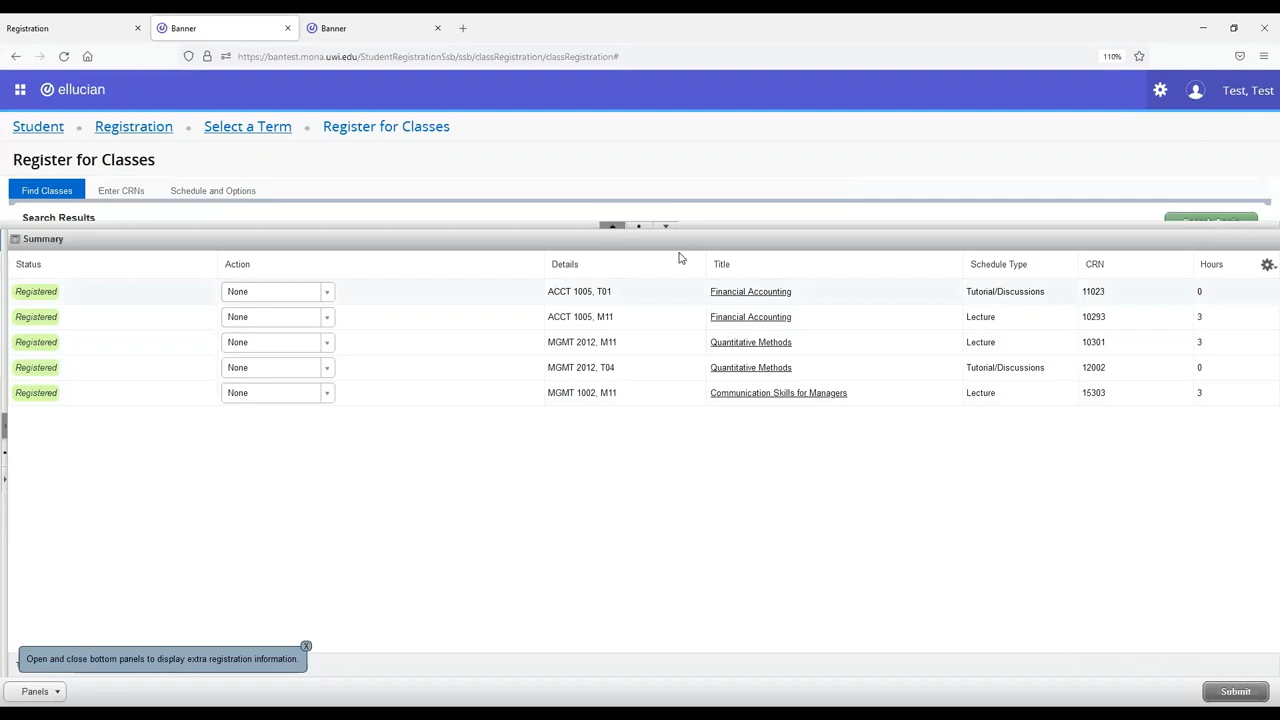 Registration
Banner
Banner
https://bantest.mona.uwi.edu/StudentRegistrationSsb/ssb/classRegistration/classRegistration#
110%
ellucian
Test, Test
Student • Registration • Select a Term • Register for Classes
Register for Classes
Find Classes Enter CRNs Schedule and Options
Search Results
Summary
Status Action Details Title Schedule Type CRN Hours
Registered None ACCT 1005, T01 Financial Accounting Tutorial/Discussions 11023 0
Registered None ACCT 1005, M11 Financial Accounting Lecture 10293 3
Registered None MGMT 2012, M11 Quantitative Methods Lecture 10301 3
Registered None MGMT 2012, T04 Quantitative Methods Tutorial/Discussions 12002 0
Registered None MGMT 1002, M11 Communication Skills for Managers Lecture 15303 3
X
Open and close bottom panels to display extra registration information.
Panels
Submit